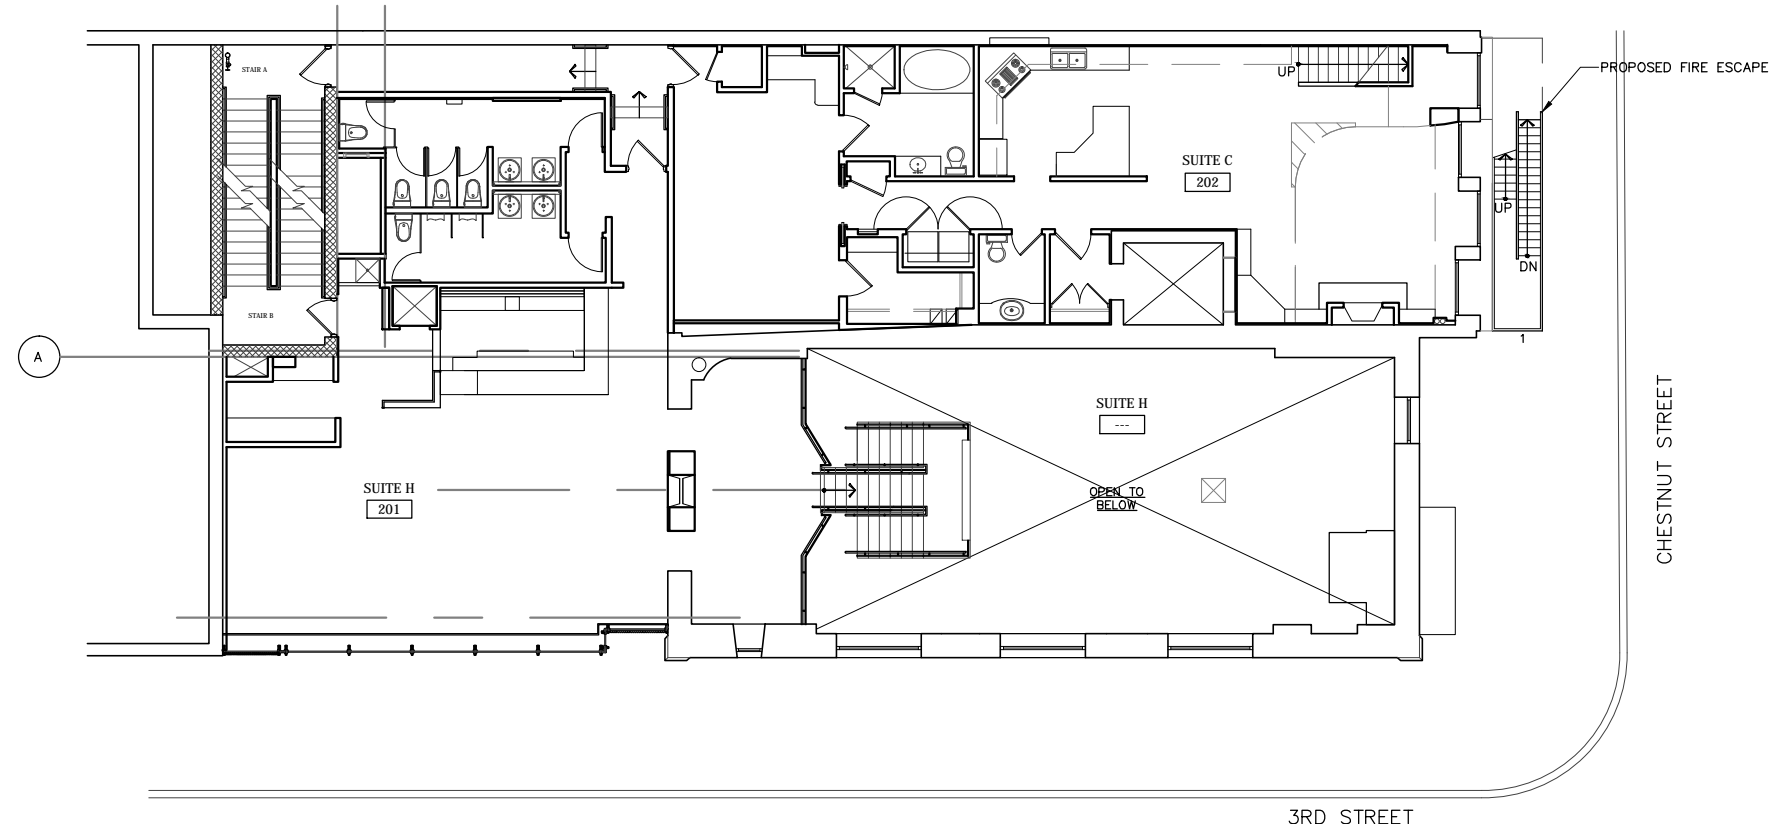 STAIR A
PROPOSED FIRE ESCAPE
UP
SUITE C
202
UP
DN
STAIR B
1
A
SUITE H
---
SUITE H
201
OPEN TO
BELOW
CHESTNUT STREET
3RD STREET